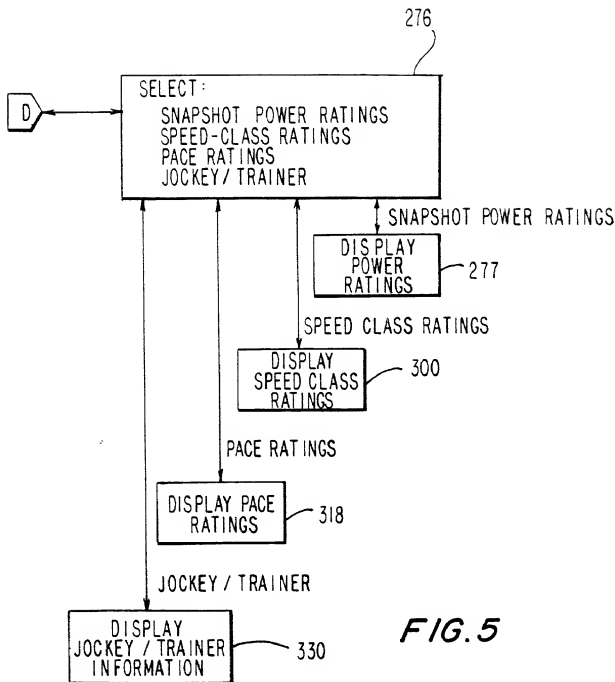 276
D
SELECT:
SNAPSHOT POWER RATINGS
SPEED-CLASS RATINGS
PACE RATINGS
JOCKEY/TRAINER
SNAPSHOT POWER RATINGS
DISPLAY
POWER
RATINGS
277
SPEED CLASS RATINGS
DISPLAY
SPEED CLASS
RATINGS
300
PACE RATINGS
DISPLAY PACE
RATINGS
318
JOCKEY/TRAINER
DISPLAY
JOCKEY/TRAINER
INFORMATION
330
FIG.5